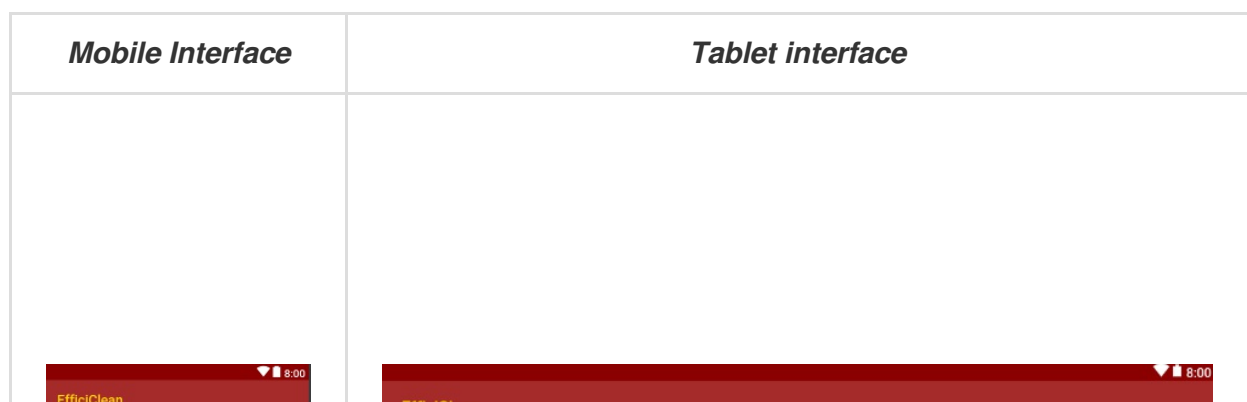 Mobile Interface
Tablet interface
8:00
8:00
EfficiClean